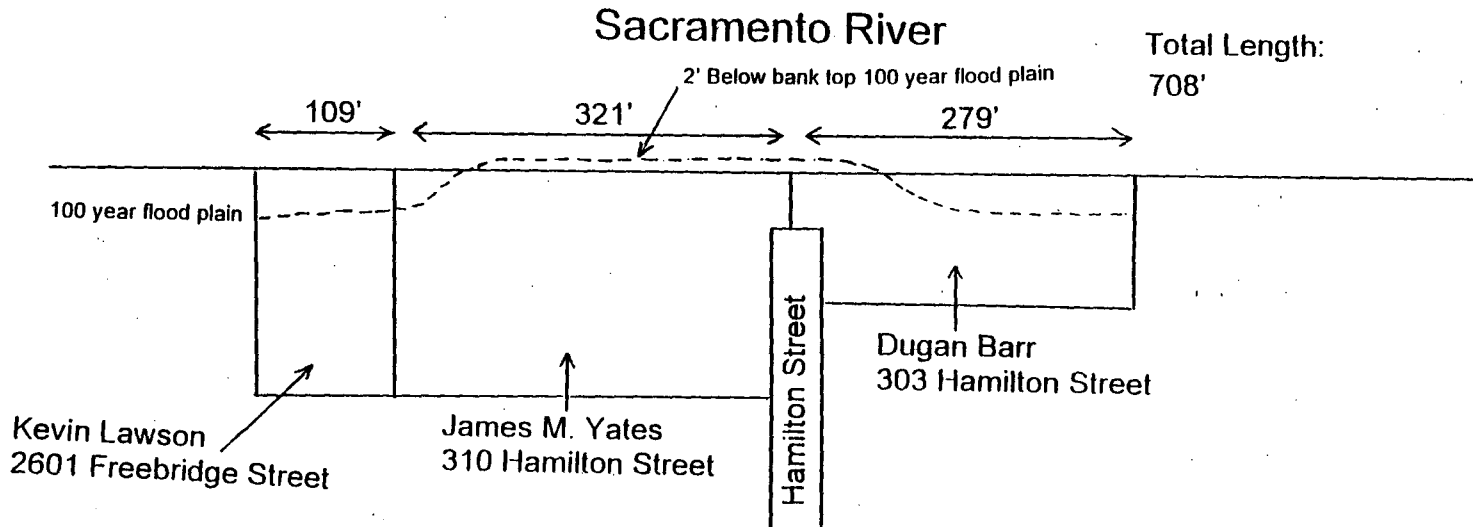 Sacramento River
Total Length:
708'
2' Below bank top 100 year flood plain
109'
321'
279'
100 year flood plain
Hamilton Street
Dugan Barr
303 Hamilton Street
Kevin Lawson
2601 Freebridge Street
James M. Yates
310 Hamilton Street